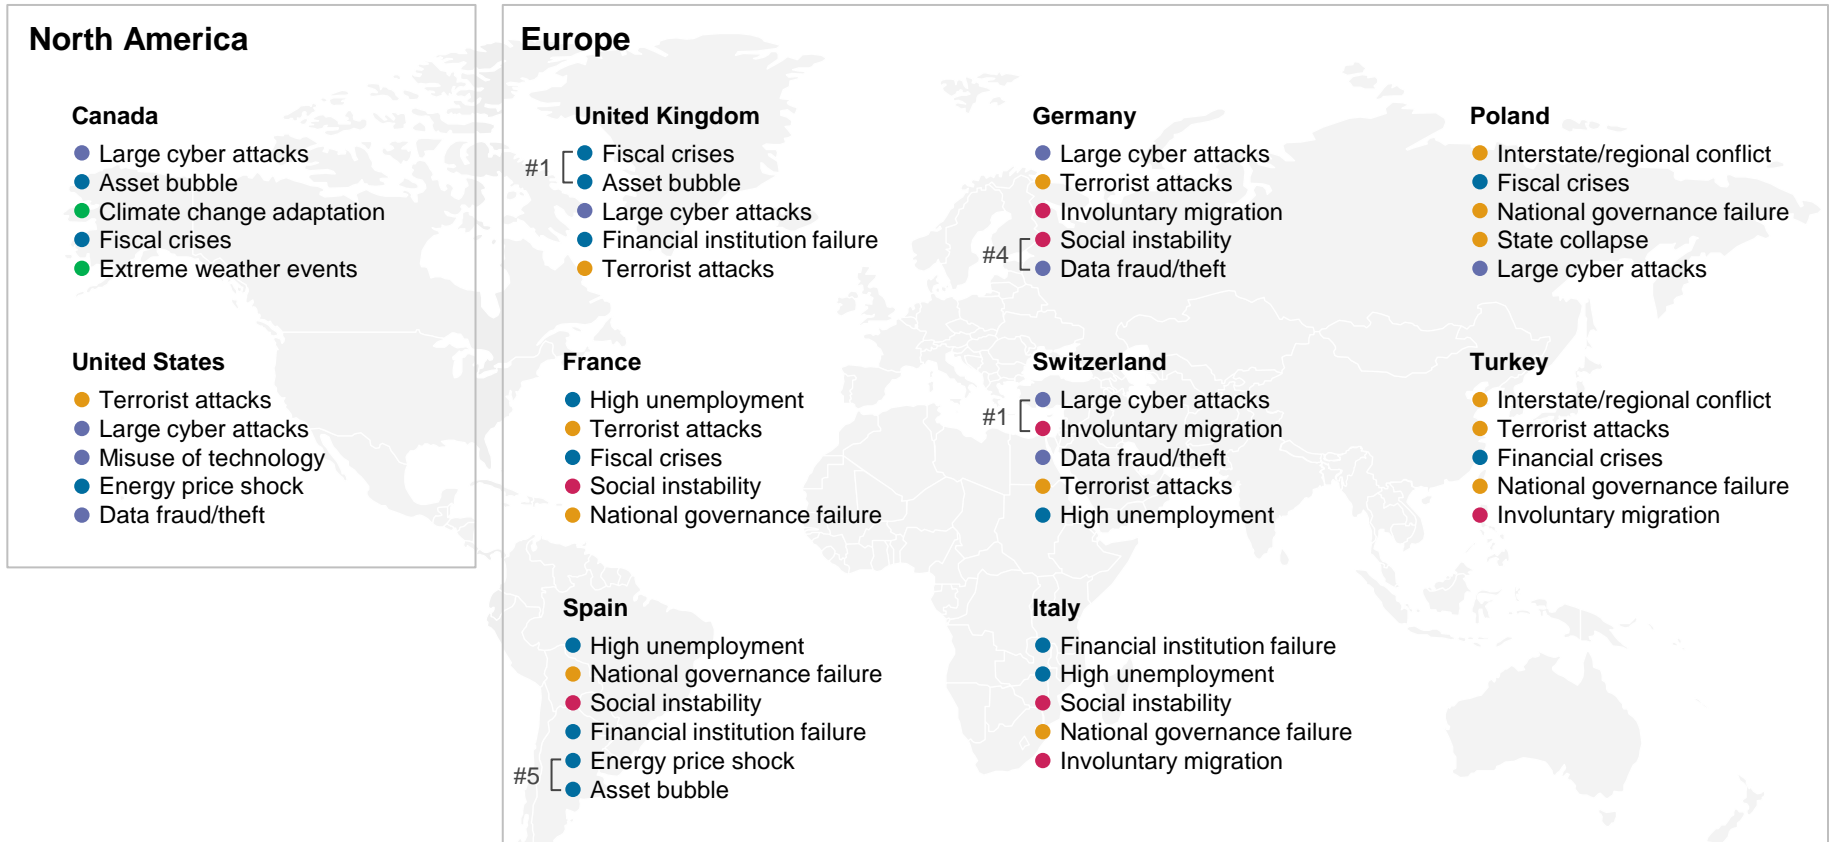 North America
Canada
Large cyber attacks
Asset bubble
Climate change adaptation
Fiscal crises
Extreme weather events
United States
Terrorist attacks
Large cyber attacks
Misuse of technology
Energy price shock
Data fraud/theft
Europe
United Kingdom
#1
Fiscal crises
Asset bubble
Large cyber attacks
Financial institution failure
Terrorist attacks
Germany
Large cyber attacks
Terrorist attacks
Involuntary migration
#4
Social instability
Data fraud/theft
Poland
Interstate/regional conflict
Fiscal crises
National governance failure
State collapse
Large cyber attacks
France
High unemployment
Terrorist attacks
Fiscal crises
Social instability
National governance failure
Switzerland
#1
Large cyber attacks
Involuntary migration
Data fraud/theft
Terrorist attacks
High unemployment
Turkey
Interstate/regional conflict
Terrorist attacks
Financial crises
National governance failure
Involuntary migration
Spain
High unemployment
National governance failure
Social instability
Financial institution failure
#5
Energy price shock
Asset bubble
Italy
Financial institution failure
High unemployment
Social instability
National governance failure
Involuntary migration